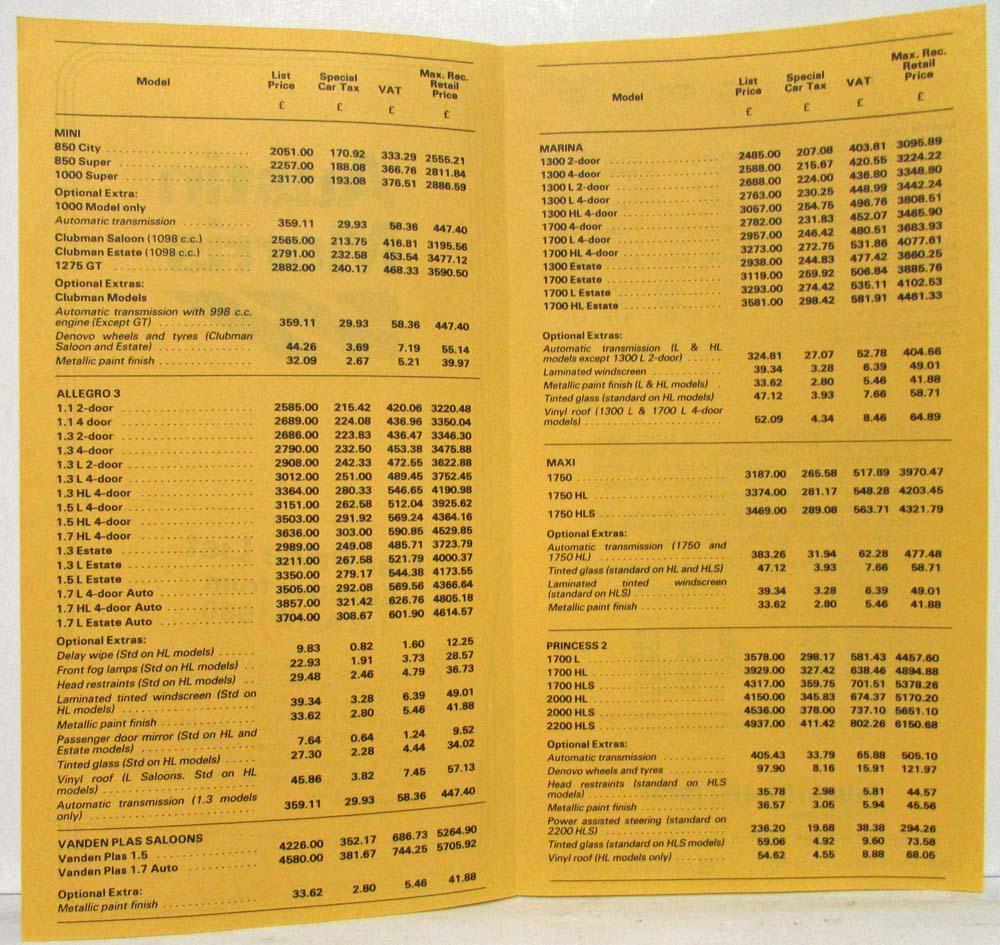 Model List Price £ Special Car Tax £ VAT £ Max. Rec. Retail Price £
MINI
850 City 2051.00 170.92 333.29 2555.21
850 Super 2257.00 188.08 366.76 2811.84
1000 Super 2317.00 193.08 376.51 2886.59
Optional Extra:
1000 Model only
Automatic transmission 359.11 29.93 58.36 447.40
Clubman Saloon (1098 c.c.) 2565.00 213.75 416.81 3195.56
Clubman Estate (1098 c.c.) 2791.00 232.58 453.54 3477.12
1275 GT 2882.00 240.17 468.33 3590.50
Optional Extras:
Clubman Models
Automatic transmission with 998 c.c.
engine (Except GT) 359.11 29.93 58.36 447.40
Denovo wheels and tyres (Clubman
Saloon and Estate) 44.26 3.69 7.19 55.14
Metallic paint finish 32.09 2.67 5.21 39.97
ALLEGRO 3
1.1 2-door 2585.00 215.42 420.06 3220.48
1.1 4 door 2689.00 224.08 436.96 3350.04
1.3 2-door 2686.00 223.83 436.47 3346.30
1.3 4-door 2790.00 232.50 453.38 3475.88
1.3 L 2-door 2908.00 242.33 472.55 3622.88
1.3 L 4-door 3012.00 251.00 489.45 3752.45
1.3 HL 4-door 3364.00 280.33 546.65 4190.98
1.5 L 4-door 3151.00 262.58 512.04 3925.62
1.5 HL 4-door 3503.00 291.92 569.24 4364.16
1.7 HL 4-door 3636.00 303.00 590.85 4529.85
1.3 Estate 2989.00 249.08 485.71 3723.79
1.3 L Estate 3211.00 267.58 521.79 4000.37
1.5 L Estate 3350.00 279.17 544.38 4173.55
1.7 L 4-door Auto 3505.00 292.08 569.56 4366.64
1.7 HL 4-door Auto 3857.00 321.42 626.76 4805.18
1.7 L Estate Auto 3704.00 308.67 601.90 4614.57
Optional Extras:
Delay wipe (Std on HL models) 9.83 0.82 1.60 12.25
Front fog lamps (Std on HL models) 22.93 1.91 3.73 28.57
Head restraints (Std on HL models) 29.48 2.46 4.79 36.73
Laminated tinted windscreen (Std on
HL models) 39.34 3.28 6.39 49.01
Metallic paint finish 33.62 2.80 5.46 41.88
Passenger door mirror (Std on HL and
Estate models) 7.64 0.64 1.24 9.52
Tinted glass (Std on HL models) 27.30 2.28 4.44 34.02
Vinyl roof (L Saloons. Std on HL
models) 45.86 3.82 7.45 57.13
Automatic transmission (1.3 models
only) 359.11 29.93 58.36 447.40
VANDEN PLAS SALOONS
Vanden Plas 1.5 4226.00 352.17 686.73 5264.90
Vanden Plas 1.7 Auto 4580.00 381.67 744.25 5705.92
Optional Extra:
Metallic paint finish 33.62 2.80 5.46 41.88
Model List Price £ Special Car Tax £ VAT £ Max. Rec. Retail Price £
MARINA
1300 2-door 2485.00 207.08 403.81 3095.89
1300 4-door 2588.00 215.67 420.55 3224.22
1300 L 2-door 2688.00 224.00 436.80 3348.80
1300 L 4-door 2763.00 230.25 448.99 3442.24
1300 HL 4-door 3057.00 254.75 496.76 3808.51
1700 4-door 2782.00 231.83 452.07 3465.90
1700 L 4-door 2957.00 246.42 480.51 3683.93
1700 HL 4-door 3273.00 272.75 531.86 4077.61
1300 Estate 2938.00 244.83 477.42 3660.25
1700 Estate 3119.00 259.92 506.84 3885.76
1700 L Estate 3293.00 274.42 535.11 4102.53
1700 HL Estate 3581.00 298.42 581.91 4461.33
Optional Extras:
Automatic transmission (L & HL
models except 1300 L 2-door) 324.81 27.07 52.78 404.66
Laminated windscreen 39.34 3.28 6.39 49.01
Metallic paint finish (L & HL models) 33.62 2.80 5.46 41.88
Tinted glass (standard on HL models) 47.12 3.93 7.66 58.71
Vinyl roof (1300 L & 1700 L 4-door
models) 52.09 4.34 8.46 64.89
MAXI
1750 3187.00 265.58 517.89 3970.47
1750 HL 3374.00 281.17 548.28 4203.45
1750 HLS 3469.00 289.08 563.71 4321.79
Optional Extras:
Automatic transmission (1750 and
1750 HL) 383.26 31.94 62.28 477.48
Tinted glass (standard on HL and HLS) 47.12 3.93 7.66 58.71
Laminated tinted windscreen
(standard on HLS) 39.34 3.28 6.39 49.01
Metallic paint finish 33.62 2.80 5.46 41.88
PRINCESS 2
1700 L 3578.00 298.17 581.43 4457.60
1700 HL 3929.00 327.42 638.46 4894.88
1700 HLS 4317.00 359.75 701.51 5378.26
2000 HL 4150.00 345.83 674.37 5170.20
2000 HLS 4536.00 378.00 737.10 5651.10
2200 HLS 4937.00 411.42 802.26 6150.68
Optional Extras:
Automatic transmission 405.43 33.79 65.88 505.10
Denovo wheels and tyres 97.90 8.16 15.91 121.97
Head restraints (standard on HLS
models) 35.78 2.98 5.81 44.57
Metallic paint finish 36.57 3.05 5.94 45.56
Power assisted steering (standard on
2200 HLS) 236.20 19.68 38.38 294.26
Tinted glass (standard on HLS models) 59.06 4.92 9.60 73.58
Vinyl roof (HL models only) 54.62 4.55 8.88 68.05